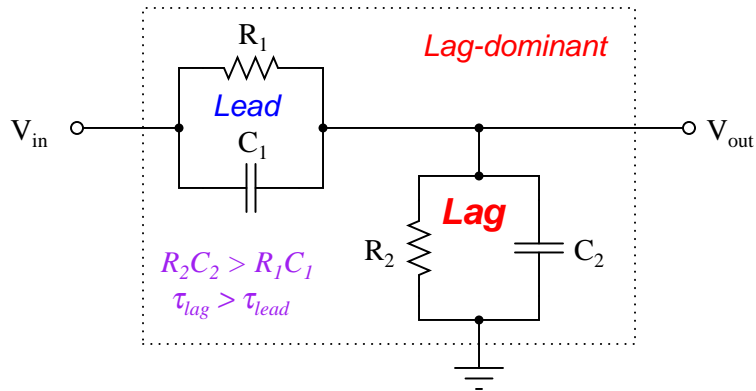 R1
Lag-dominant
Lead
Vin
C1
Vout
Lag
R2
C2
R2C2 > R1C1
τlag > τlead